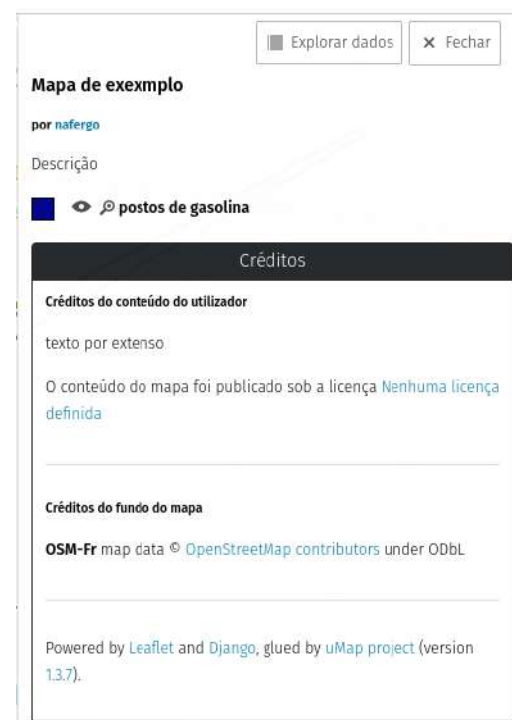 Explorar dados
× Fechar
Mapa de exexmplo
por nafergo
Descrição
postos de gasolina
Créditos
Créditos do conteúdo do utilizador
texto por extenso
O conteúdo do mapa foi publicado sob a licença Nenhuma licença
definida
Créditos do fundo do mapa
OSM-Fr map data © OpenStreetMap contributors under ODbL
Powered by Leaflet and Django, glued by uMap project (version
1.3.7).